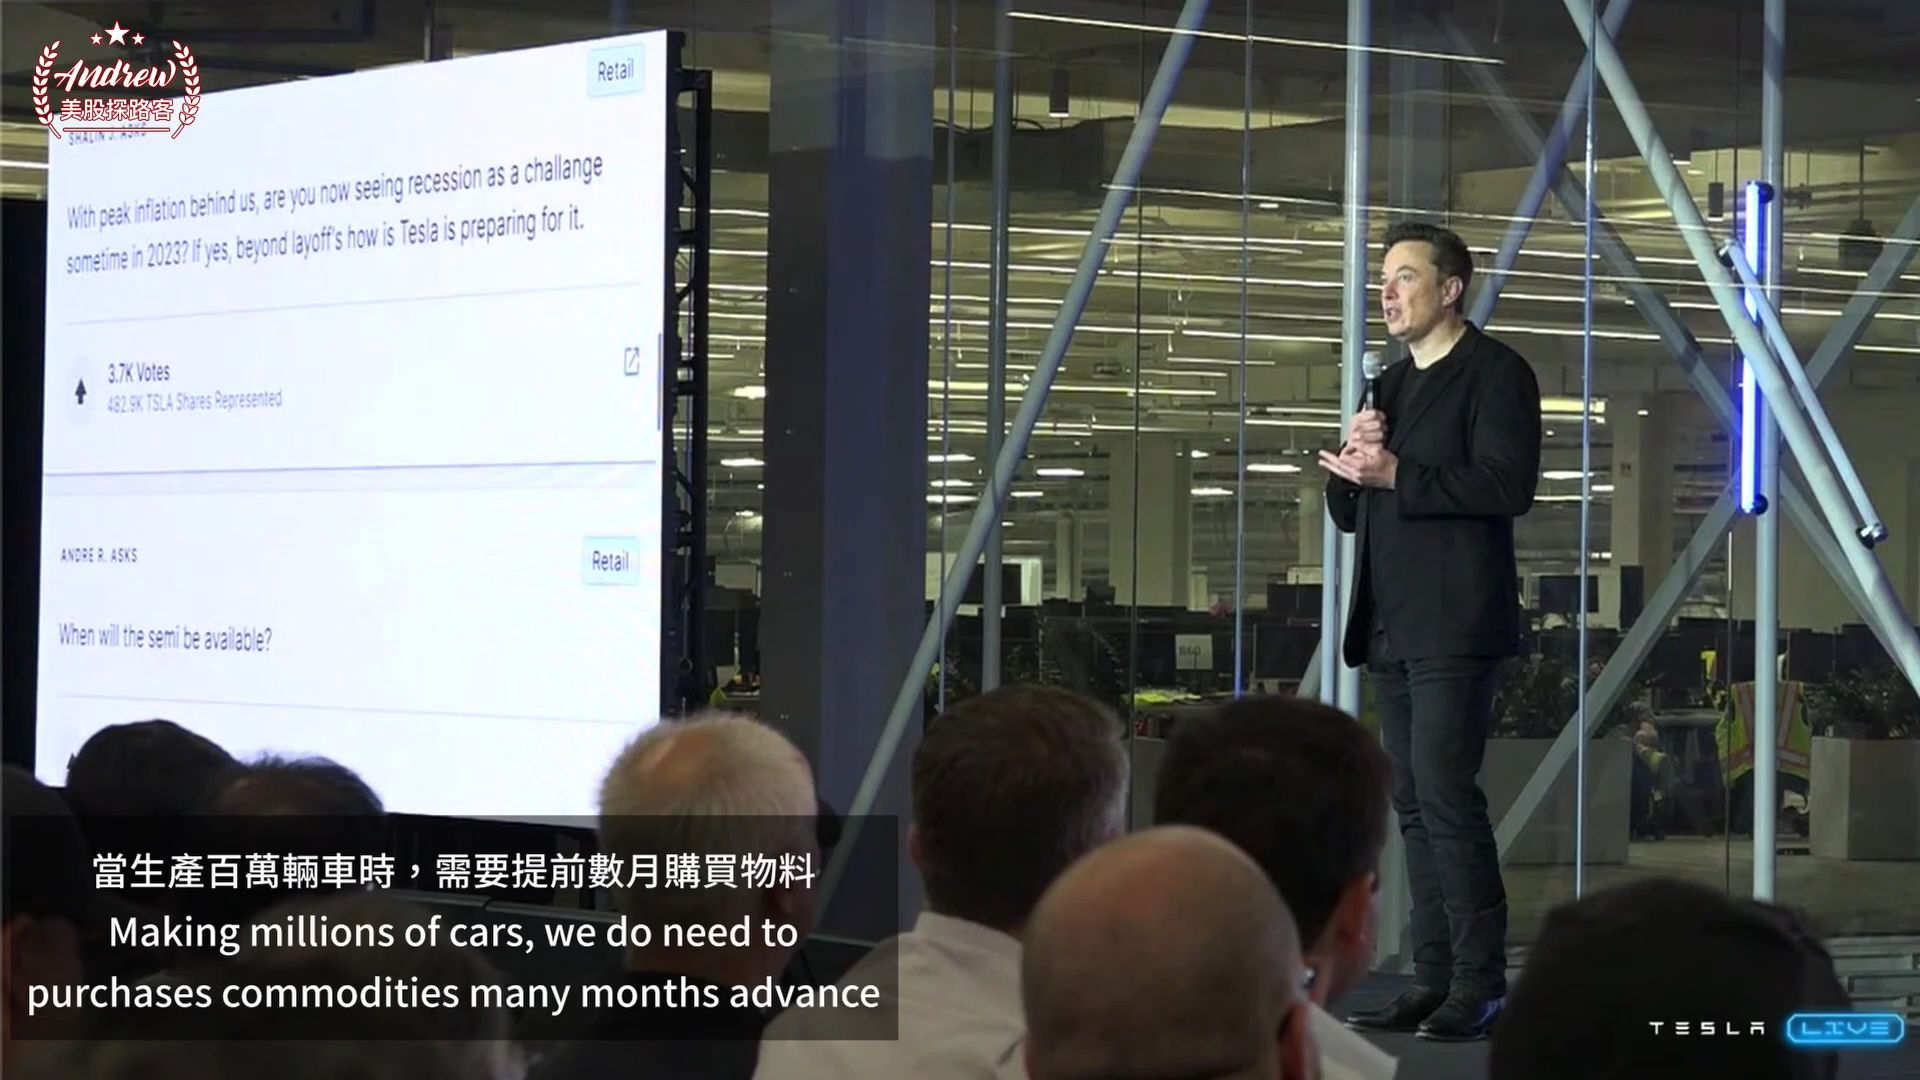 Andrew
美股探路客
Retail
SHALIN J. ASKS
With peak inflation behind us, are you now seeing recession as a challange
sometime in 2023? If yes, beyond layoff's how is Tesla is preparing for it.
3.7K Votes
482.9K TSLA Shares Represented
ANDRE R. ASKS
Retail
When will the semi be available?
B60
當生產百萬輛車時，需要提前數月購買物料
Making millions of cars, we do need to
purchases commodities many months advance
TESLA LIVE